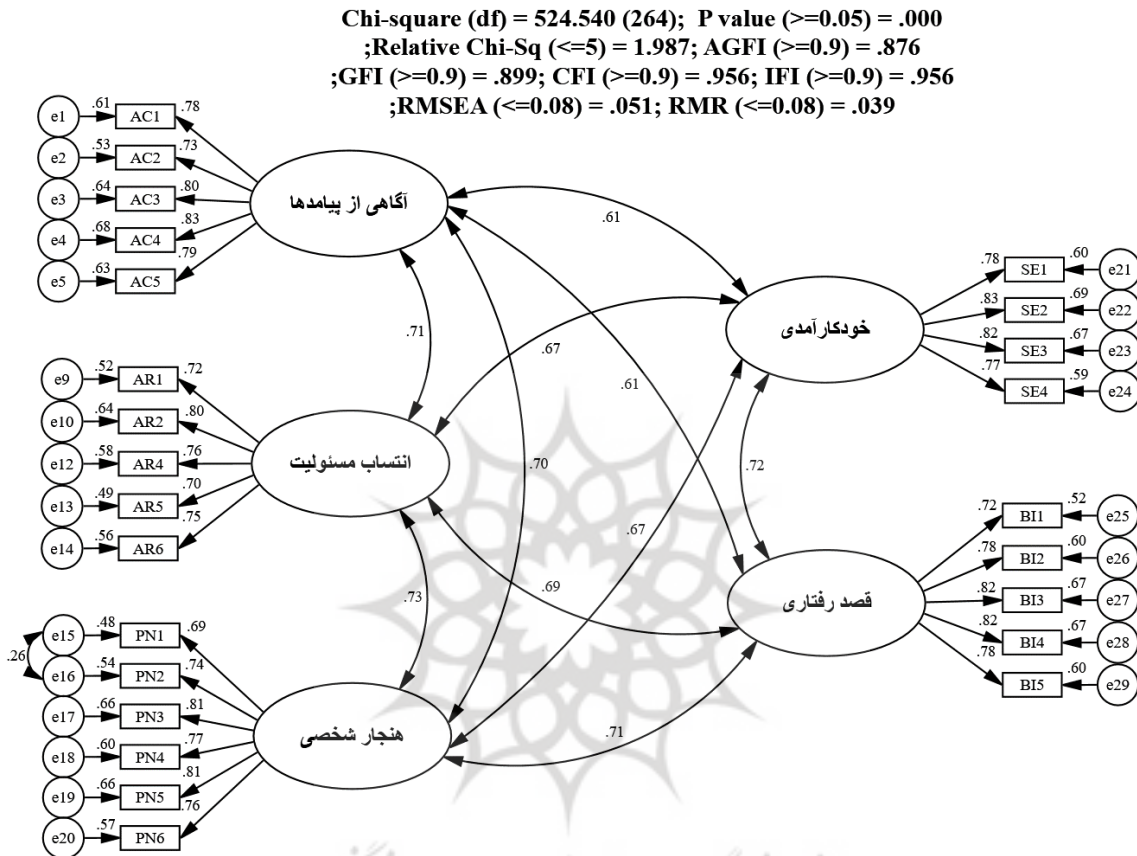 Chi-square (df) = 524.540 (264); P value (>=0.05) = .000
;Relative Chi-Sq (<=5) = 1.987; AGFI (>=0.9) = .876
;GFI (>=0.9) = .899; CFI (>=0.9) = .956; IFI (>=0.9) = .956
;RMSEA (<=0.08) = .051; RMR (<=0.08) = .039
e1 .61 AC1 .78
e2 .53 AC2 .73
e3 .64 AC3 .80
e4 .68 AC4 .83
e5 .63 AC5 .79
آگاهی از پیامدها
e9 .52 AR1 .72
e10 .64 AR2 .80
e12 .58 AR4 .76
e13 .49 AR5 .70
e14 .56 AR6 .75
انتساب مسئولیت
.26
e15 .48 PN1 .69
e16 .54 PN2 .74
e17 .66 PN3 .81
e18 .60 PN4 .77
e19 .66 PN5 .81
e20 .57 PN6 .76
هنجار شخصی
.61
.71
.67
.61
.70
.72
.67
.69
.73
.71
خودکارآمدی
.78 SE1 .60 e21
.83 SE2 .69 e22
.82 SE3 .67 e23
.77 SE4 .59 e24
قصد رفتاری
.72 BI1 .52 e25
.78 BI2 .60 e26
.82 BI3 .67 e27
.82 BI4 .67 e28
.78 BI5 .60 e29